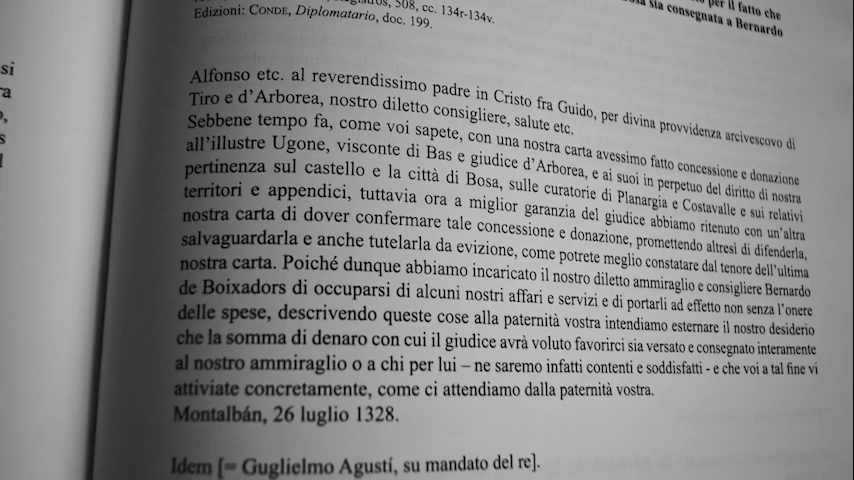 si
ra
o,
s
per il fatto che
sia consegnata a Bernardo
508, cc. 134r-134v.
Edizioni: CONDE, Diplomatario, doc. 199.
Alfonso etc. al reverendissimo padre in Cristo fra Guido, per divina provvidenza arcivescovo di
Tiro e d'Arborea, nostro diletto consigliere, salute etc.
Sebbene tempo fa, come voi sapete, con una nostra carta avessimo fatto concessione e donazione
all'illustre Ugone, visconte di Bas e giudice d'Arborea, e ai suoi in perpetuo del diritto di nostra
pertinenza sul castello e la città di Bosa, sulle curatorie di Planargia e Costavalle e sui relativi
territori e appendici, tuttavia ora a miglior garanzia del giudice abbiamo ritenuto con un'altra
nostra carta di dover confermare tale concessione e donazione, promettendo altresì di difenderla,
salvaguardarla e anche tutelarla da evizione, come potrete meglio constatare dal tenore dell'ultima
nostra carta. Poiché dunque abbiamo incaricato il nostro diletto ammiraglio e consigliere Bernardo
de Boixadors di occuparsi di alcuni nostri affari e servizi e di portarli ad effetto non senza l'onere
delle spese, descrivendo queste cose alla paternità vostra intendiamo esternare il nostro desiderio
che la somma di denaro con cui il giudice avrà voluto favorirci sia versato e consegnato interamente
al nostro ammiraglio o a chi per lui – ne saremo infatti contenti e soddisfatti - e che voi a tal fine vi
attiviate concretamente, come ci attendiamo dalla paternità vostra.
Montalbán, 26 luglio 1328.
Idem [= Guglielmo Agustí, su mandato del re].